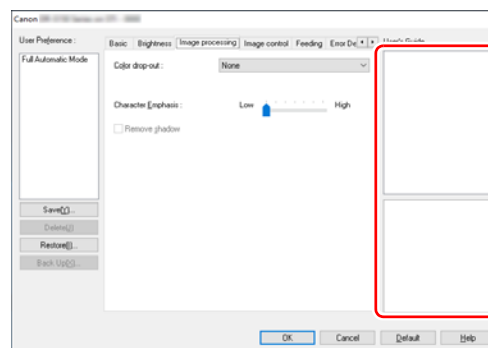 Canon
User Preference :
Full Automatic Mode
Save(Y)...
Delete(J)
Restore(I)...
Back Up(K)...
Basic Brightness Image processing Image control Feeding Error De
Color drop-out : None
Character Emphasis : Low High
Remove shadow
User's Guide
OK Cancel Default Help